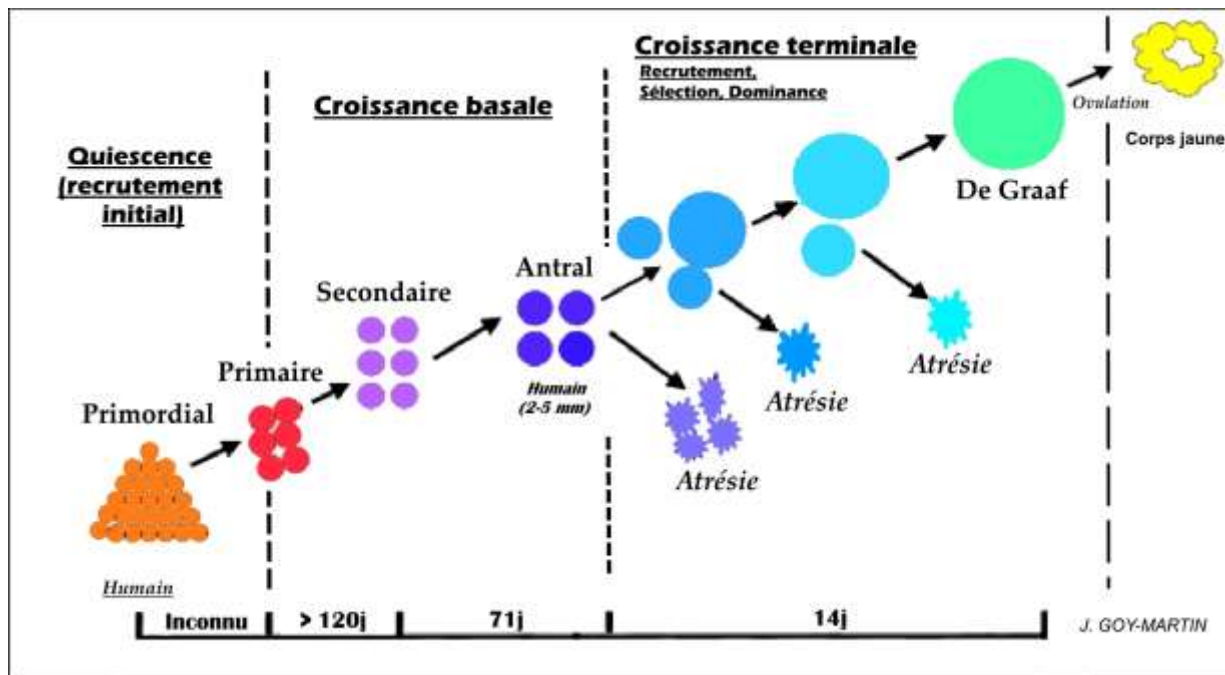 Quiescence
(recrutement
initial)
Croissance basale
Croissance terminale
Recrutement,
Sélection, Dominance
Ovulation
Corps jaune
De Graaf
Antral
Humain
(2-5 mm)
Secondaire
Primaire
Primordial
Humain
Atrésie
Atrésie
Atrésie
Inconnu
> 120j
71j
14j
J. GOY-MARTIN